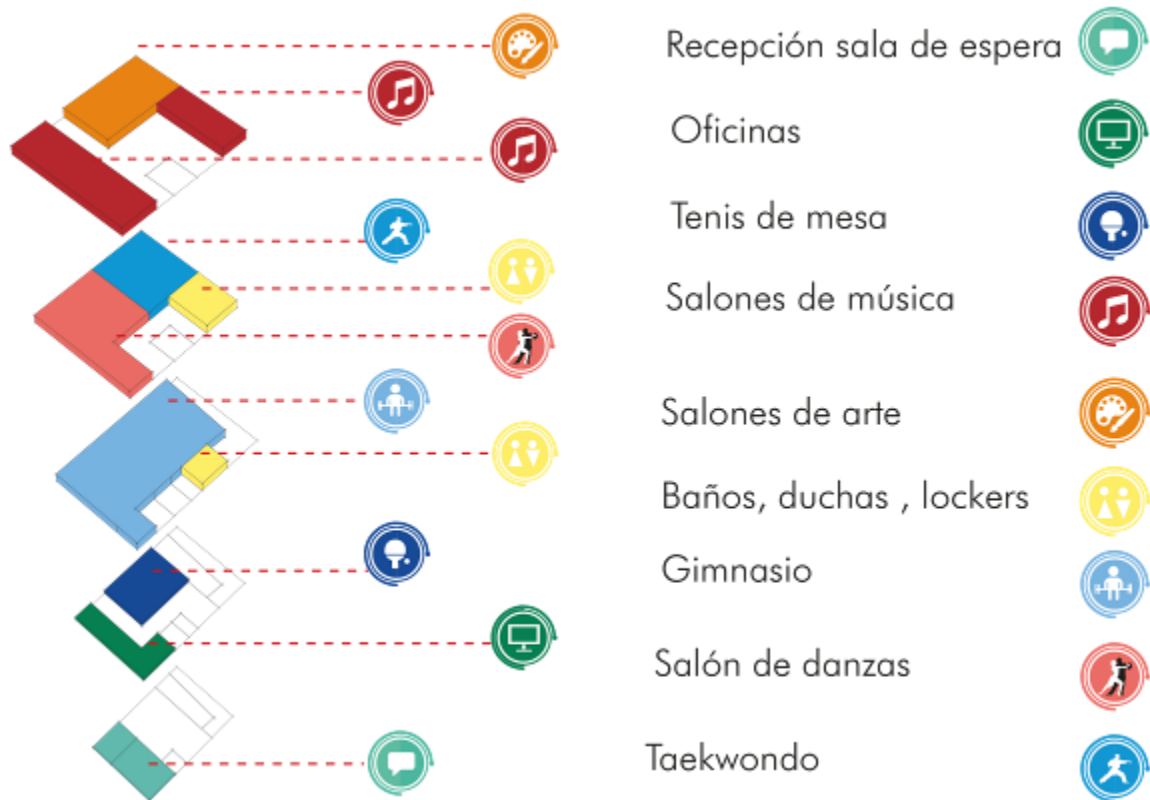 Recepción sala de espera
Oficinas
Tenis de mesa
Salones de música
Salones de arte
Baños, duchas , lockers
Gimnasio
Salón de danzas
Taekwondo